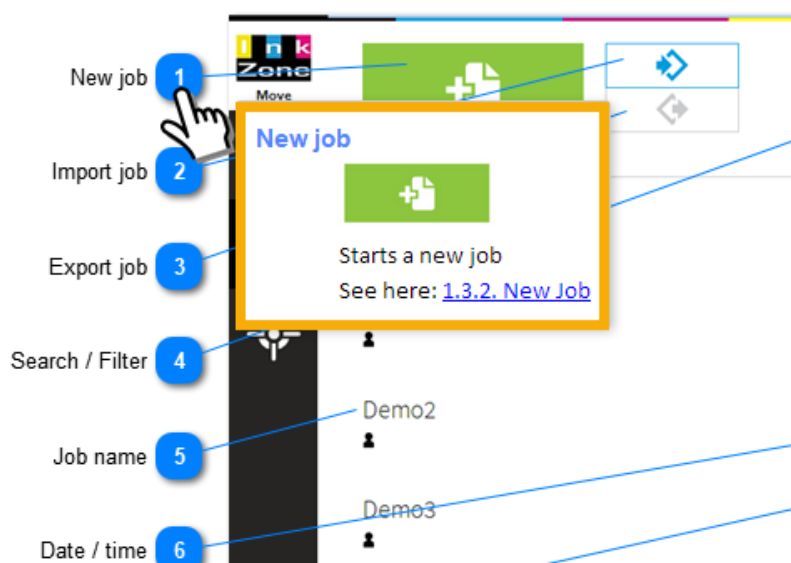 Ink
Zone
Move
New job 1
Import job 2
Export job 3
Search / Filter 4
Job name 5
Date / time 6
New job
Starts a new job
See here: 1.3.2. New Job
Demo2
Demo3